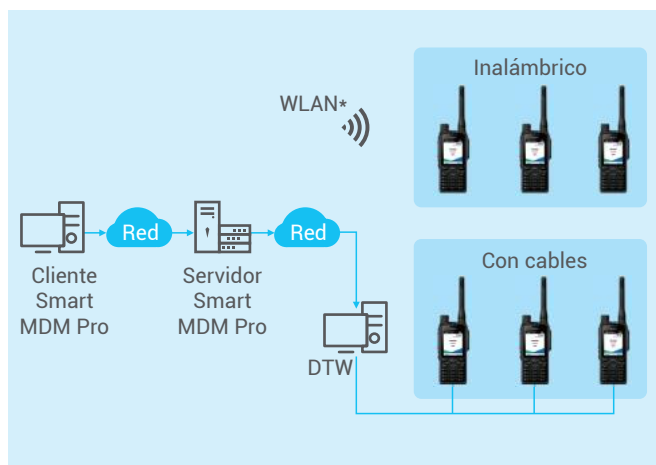 Inalámbrico
WLAN*
Red
Red
Cliente
Smart
MDM Pro
Servidor
Smart
MDM Pro
Con cables
DTW